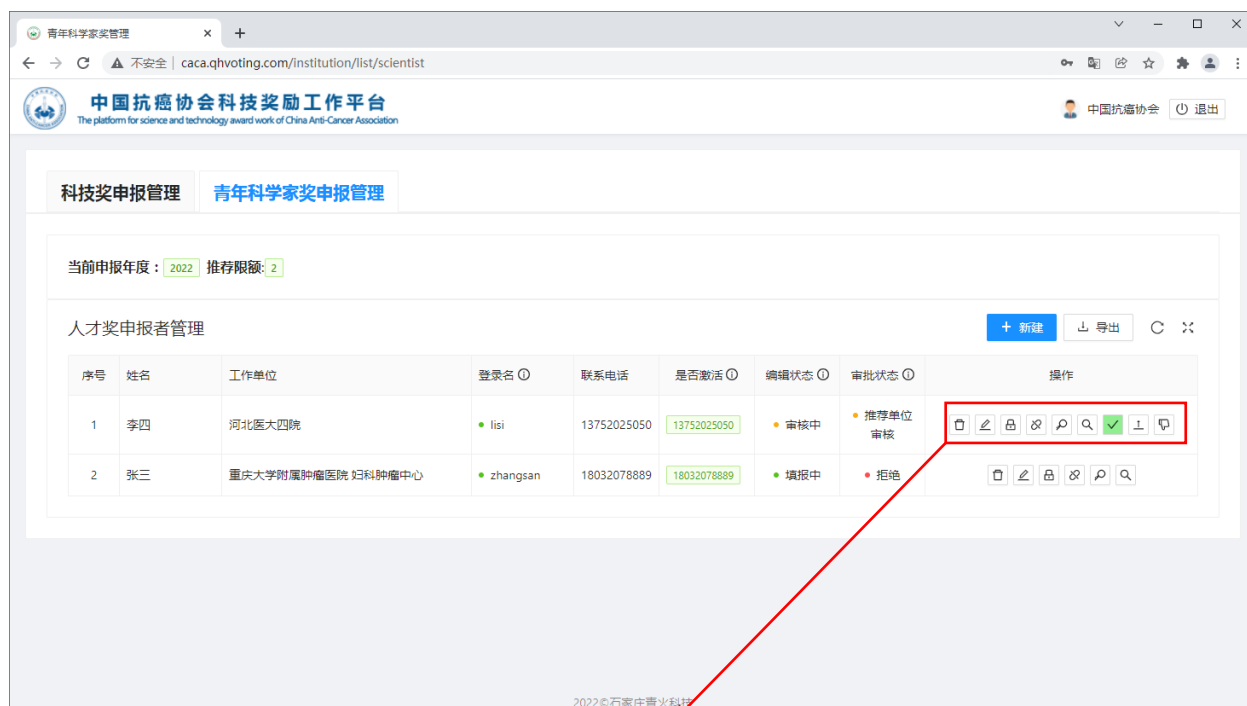 青年科学家奖管理
不安全 caca.qhvoting.com/institution/list/scientist
中国抗癌协会科技奖励工作平台
The platform for science and technology award work of China Anti-Cancer Association
中国抗癌协会 退出
科技奖申报管理 青年科学家奖申报管理
当前申报年度： 2022 推荐限额: 2
人才奖申报者管理 + 新建 导出
序号 姓名 工作单位 登录名 联系电话 是否激活 编辑状态 审批状态 操作
1 李四 河北医大四院 lisi 13752025050 13752025050 审核中 推荐单位
审核
2 张三 重庆大学附属肿瘤医院 妇科肿瘤中心 zhangsan 18032078889 18032078889 填报中 拒绝
2022©石家庄青火科技